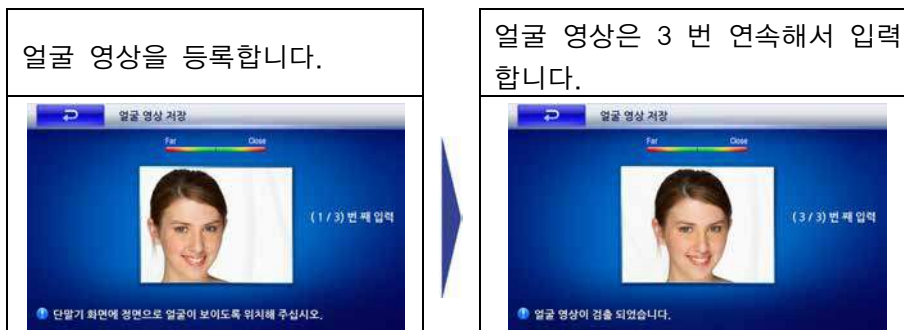 얼굴 영상을 등록합니다.
얼굴 영상 저장
Far Close
(1/3) 번 째 입력
단말기 화면에 정면으로 얼굴이 보이도록 위치해 주십시오.
얼굴 영상은 3 번 연속해서 입력
합니다.
얼굴 영상 저장
Far Close
(3/3) 번 째 입력
얼굴 영상이 검출 되었습니다.